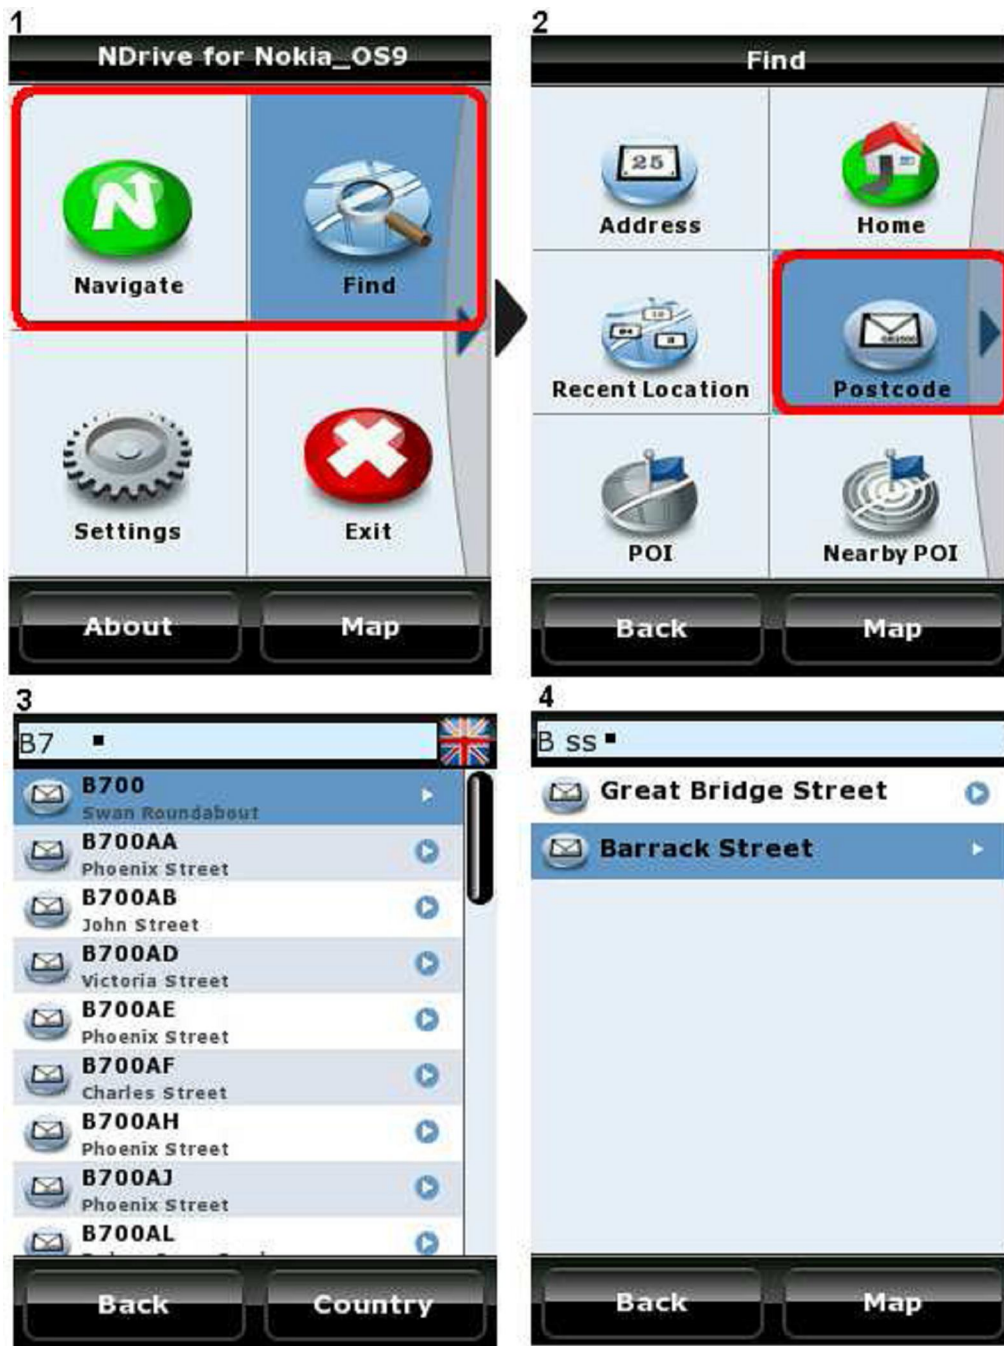 1
NDrive for Nokia_OS9
Navigate
Find
Settings
Exit
About
Map
2
Find
25
Address
Home
Recent Location
Postcode
POI
Nearby POI
Back
Map
3
B7
B700
Swan Roundabout
B700AA
Phoenix Street
B700AB
John Street
B700AD
Victoria Street
B700AE
Phoenix Street
B700AF
Charles Street
B700AH
Phoenix Street
B700AJ
Phoenix Street
B700AL
Back
Country
4
B ss
Great Bridge Street
Barrack Street
Back
Map